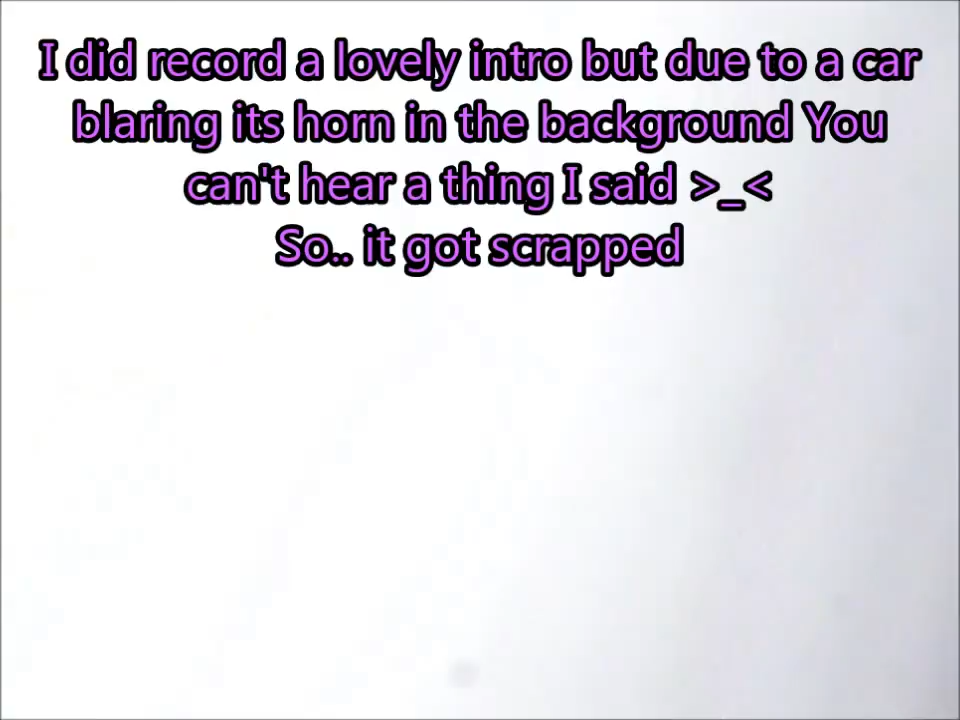 I did record a lovely intro but due to a car
blaring its horn in the background You
can't hear a thing I said >_<
So.. it got scrapped